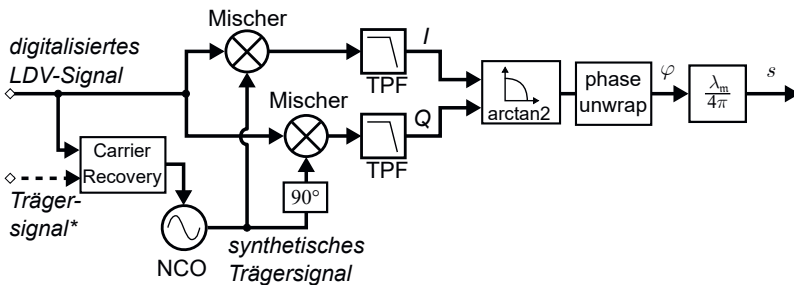 Mischer
digitalisiertes
LDV-Signal
I
TPF
Mischer
Q
TPF
arctan2
phase
unwrap
φ
λm
4π
s
Carrier
Recovery
Träger-
signal*
90°
NCO
synthetisches
Trägersignal